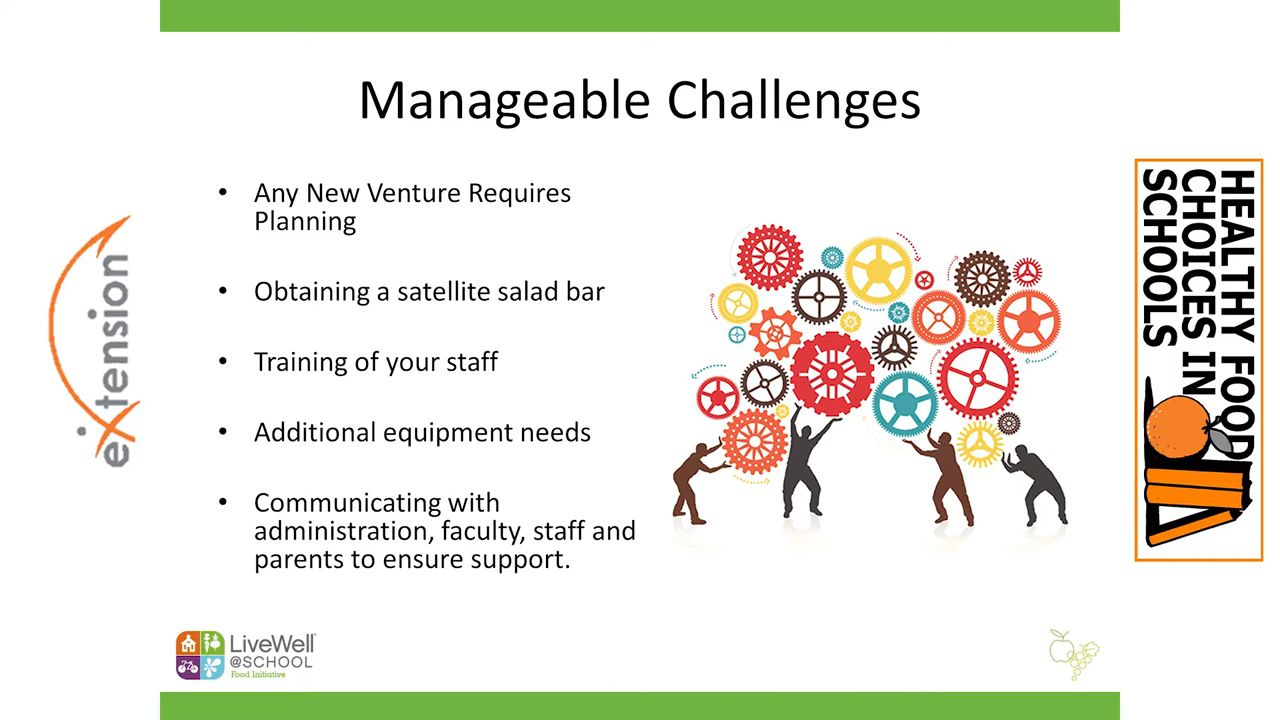 Manageable Challenges
• Any New Venture Requires
Planning
• Obtaining a satellite salad bar
• Training of your staff
• Additional equipment needs
• Communicating with
administration, faculty, staff and
parents to ensure support.
eXtension
HEALTHY FOOD
CHOICES IN
SCHOOLS
LiveWell
@SCHOOL
Food Initiative